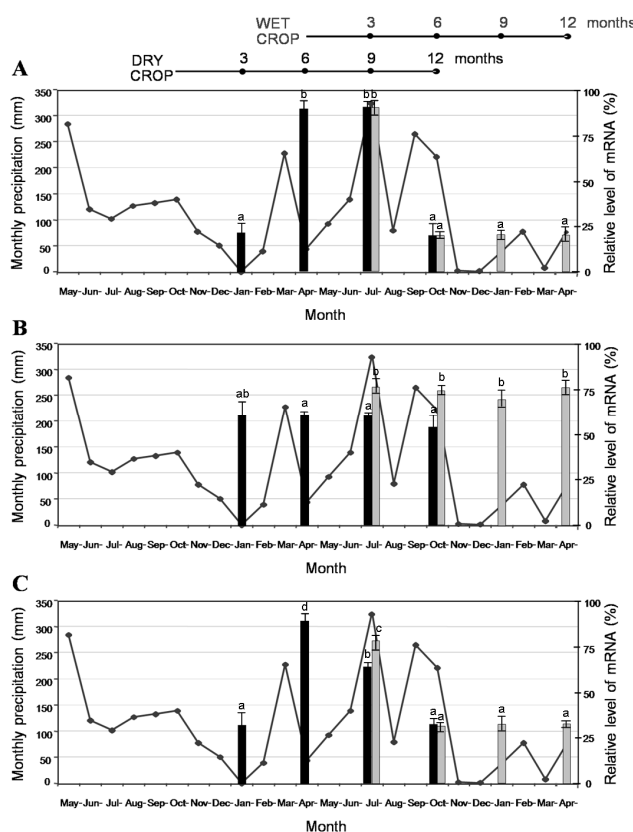 WET 3 6 9 12 months
CROP
DRY 3 6 9 12 months
CROP
A
Monthly precipitation (mm)
350
300
250
200
150
100
50
0
a b b b a a a a
100
75
50
25
0
Relative level of mRNA (%)
May- Jun- Jul- Aug- Sep- Oct- Nov- Dec- Jan- Feb- Mar- Apr- May- Jun- Jul- Aug- Sep- Oct- Nov- Dec- Jan- Feb- Mar- Apr-
Month
B
Monthly precipitation (mm)
350
300
250
200
150
100
50
0
ab a a b a b b b
100
75
50
25
0
Relative level of mRNA (%)
May- Jun- Jul- Aug- Sep- Oct- Nov- Dec- Jan- Feb- Mar- Apr- May- Jun- Jul- Aug- Sep- Oct- Nov- Dec- Jan- Feb- Mar- Apr-
Month
C
Monthly precipitation (mm)
350
300
250
200
150
100
50
0
a d b c a a a a
100
75
50
25
0
Relative level of mRNA (%)
May- Jun- Jul- Aug- Sep- Oct- Nov- Dec- Jan- Feb- Mar- Apr- May- Jun- Jul- Aug- Sep- Oct- Nov- Dec- Jan- Feb- Mar- Apr-
Month